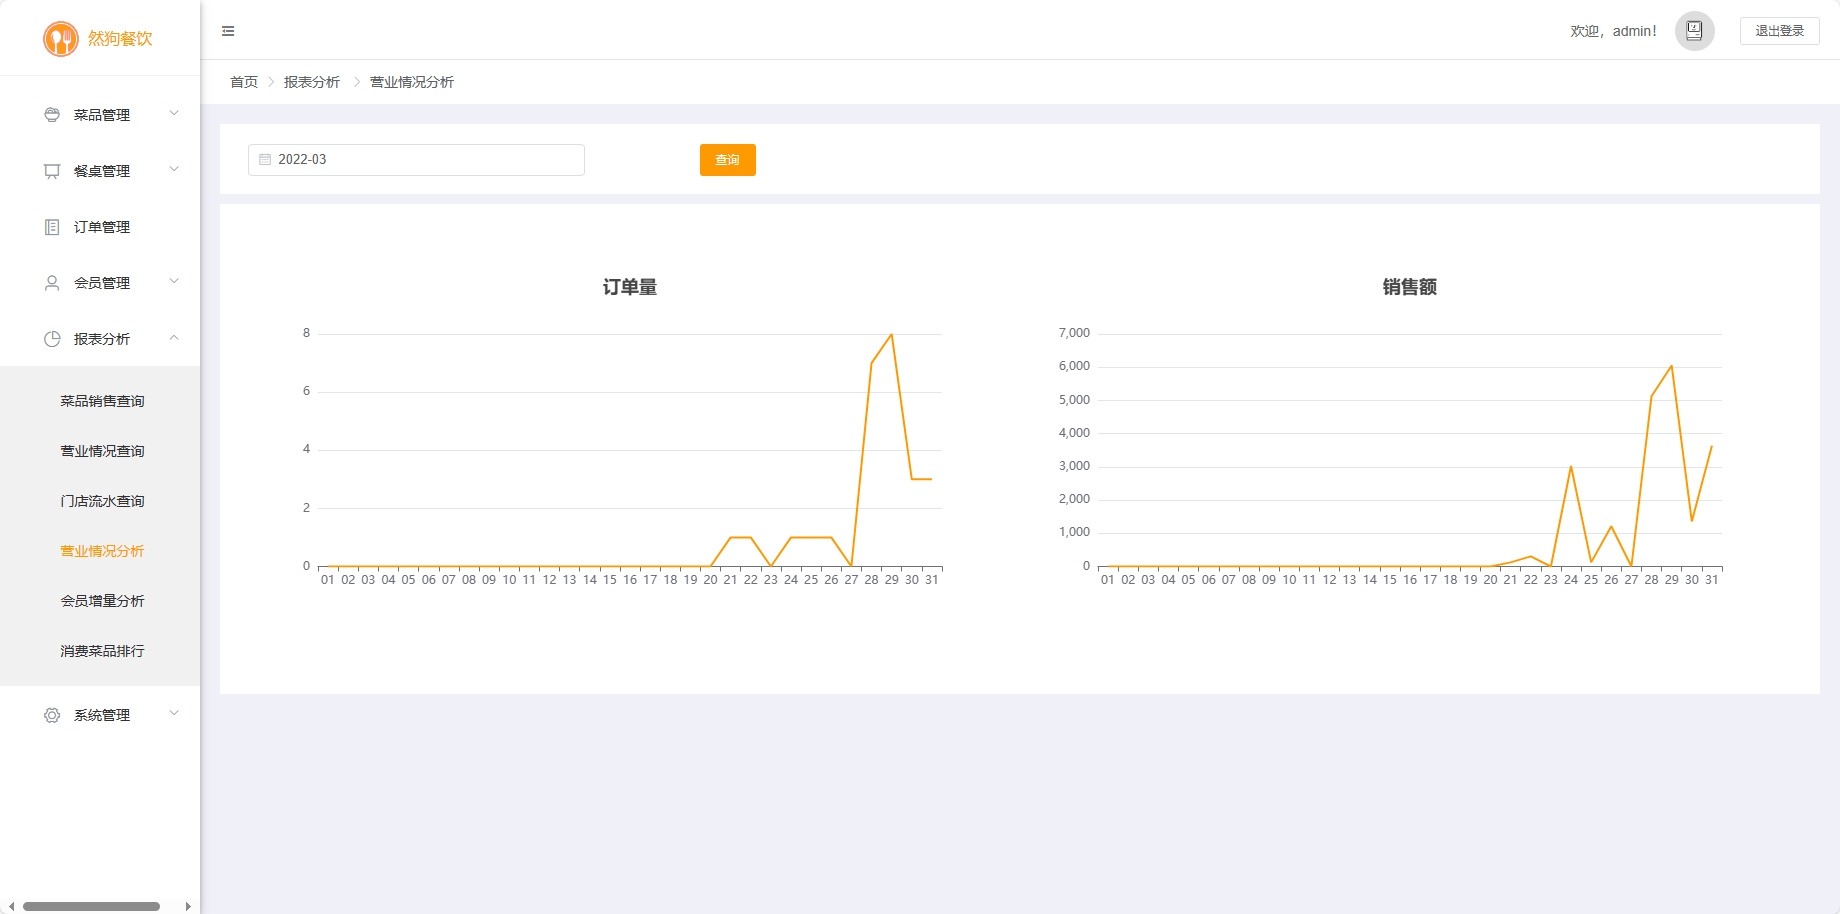 然狗餐饮
欢迎，admin!
退出登录
首页 报表分析 营业情况分析
菜品管理
餐桌管理
订单管理
会员管理
报表分析
菜品销售查询
营业情况查询
门店流水查询
营业情况分析
会员增量分析
消费菜品排行
系统管理
2022-03
查询
订单量
8
6
4
2
0
01 02 03 04 05 06 07 08 09 10 11 12 13 14 15 16 17 18 19 20 21 22 23 24 25 26 27 28 29 30 31
销售额
7,000
6,000
5,000
4,000
3,000
2,000
1,000
0
01 02 03 04 05 06 07 08 09 10 11 12 13 14 15 16 17 18 19 20 21 22 23 24 25 26 27 28 29 30 31